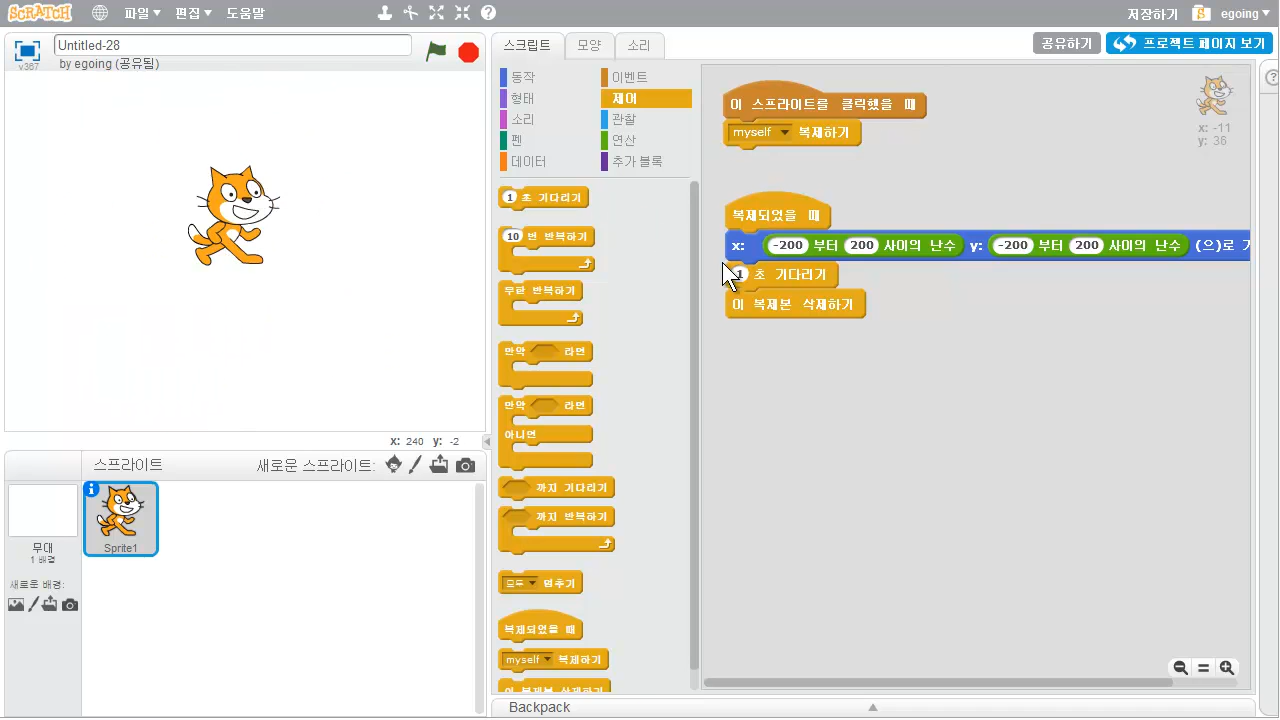 SCRATCH 파일 편집 도움말 저장하기 egoing
v387 Untitled-28
by egoing (공유됨)
스크립트 모양 소리 공유하기 프로젝트 페이지 보기
동작 이벤트
형태 제어
소리 관찰
펜 연산
데이터 추가 블록
1 초 기다리기
10 번 반복하기
무한 반복하기
만약 라면
만약 라면
아니면
까지 기다리기
까지 반복하기
모두 멈추기
복제되었을 때
myself 복제하기
이 복제본 삭제하기
이 스프라이트를 클릭했을 때
myself 복제하기
x: -11
y: 36
복제되었을 때
x: -200 부터 200 사이의 난수 y: -200 부터 200 사이의 난수 (으)로
1 초 기다리기
이 복제본 삭제하기
x: 240 y: -2
스프라이트 새로운 스프라이트:
무대
1 배경
새로운 배경:
Sprite1
Backpack